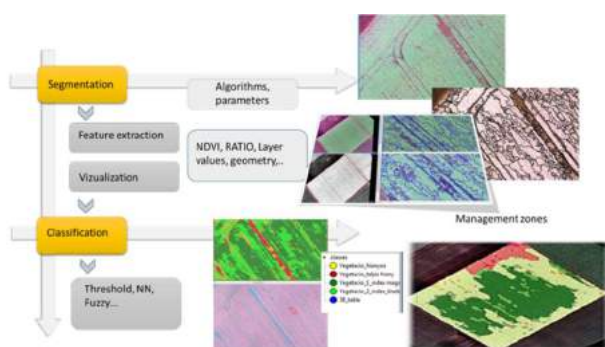 Segmentation
Algorithms,
parameters
Feature extraction
NDVI, RATIO, Layer
values, geometry,..
Vizualization
Management zones
Classification
Threshold, NN,
Fuzzy...